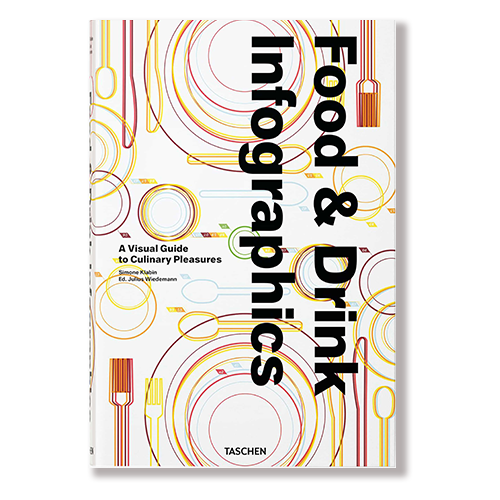 Food & Drink
Infographics
A Visual Guide
to Culinary Pleasures
Simone Klabin
Ed. Julius Wiedemann
TASCHEN